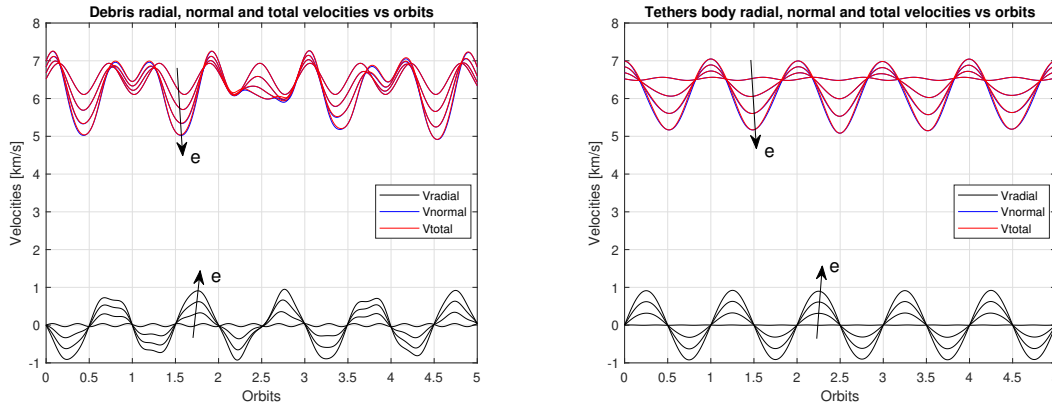 Debris radial, normal and total velocities vs orbits
8
7
6
5
4
3
2
1
0
-1
Velocities [km/s]
e
Vradial
Vnormal
Vtotal
e
0 0.5 1 1.5 2 2.5 3 3.5 4 4.5 5
Orbits
Tethers body radial, normal and total velocities vs orbits
8
7
6
5
4
3
2
1
0
-1
Velocities [km/s]
e
Vradial
Vnormal
Vtotal
e
0 0.5 1 1.5 2 2.5 3 3.5 4 4.5 5
Orbits